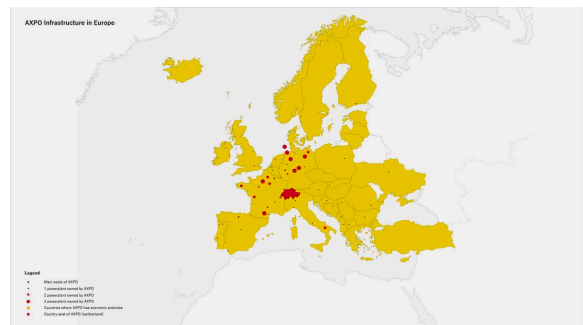 AXPO Infrastructure in Europe
Legend
Main seats of AXPO
1 powerplant owned by AXPO
2 powerplant owned by AXPO
3 powerplant owned by AXPO
Countries where AXPO has economic activities
Country seat of AXPO (switzerland)